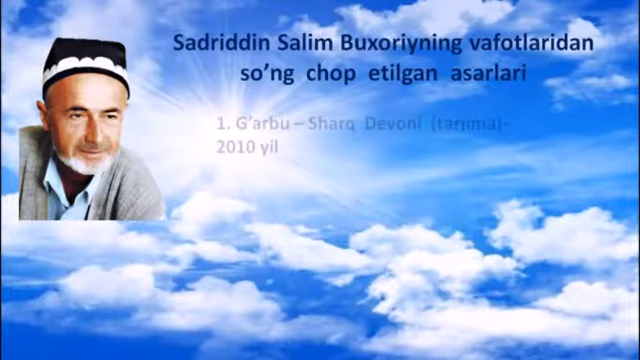 Sadriddin Salim Buxoriyning vafotlaridan
so’ng chop etilgan asarlari
1. G’arbu – Sharq Devoni (tarjima)-
2010 yil